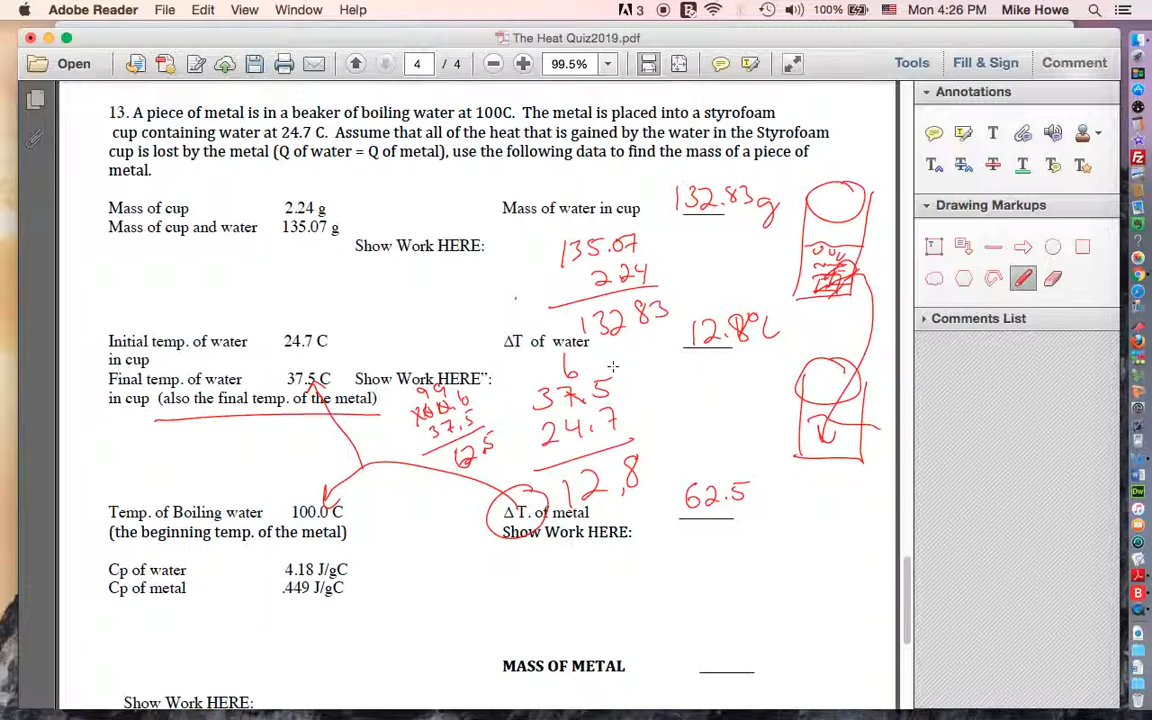 Adobe Reader File Edit View Window Help 3 100% Mon 4:26 PM Mike Howe
The Heat Quiz2019.pdf
Open 4 / 4 99.5% Tools Fill & Sign Comment
Annotations
Drawing Markups
Comments List
13. A piece of metal is in a beaker of boiling water at 100C. The metal is placed into a styrofoam
cup containing water at 24.7 C. Assume that all of the heat that is gained by the water in the Styrofoam
cup is lost by the metal (Q of water = Q of metal), use the following data to find the mass of a piece of
metal.
Mass of cup 2.24 g Mass of water in cup 132.83 g
Mass of cup and water 135.07 g
Show Work HERE: 135.07
2 24
132 83
Initial temp. of water 24.7 C ΔT of water 12.8°C
in cup
6
Final temp. of water 37.5 C Show Work HERE": 37.5
in cup (also the final temp. of the metal)
24.7
37.5
62.5
12.8
Temp. of Boiling water 100.0 C ΔT. of metal 62.5
(the beginning temp. of the metal) Show Work HERE:
Cp of water 4.18 J/gC
Cp of metal .449 J/gC
MASS OF METAL
Show Work HERE: